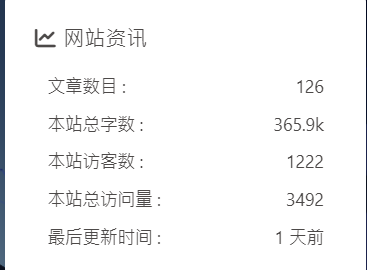 网站资讯
文章数目 : 126
本站总字数 : 365.9k
本站访客数 : 1222
本站总访问量 : 3492
最后更新时间 : 1 天前